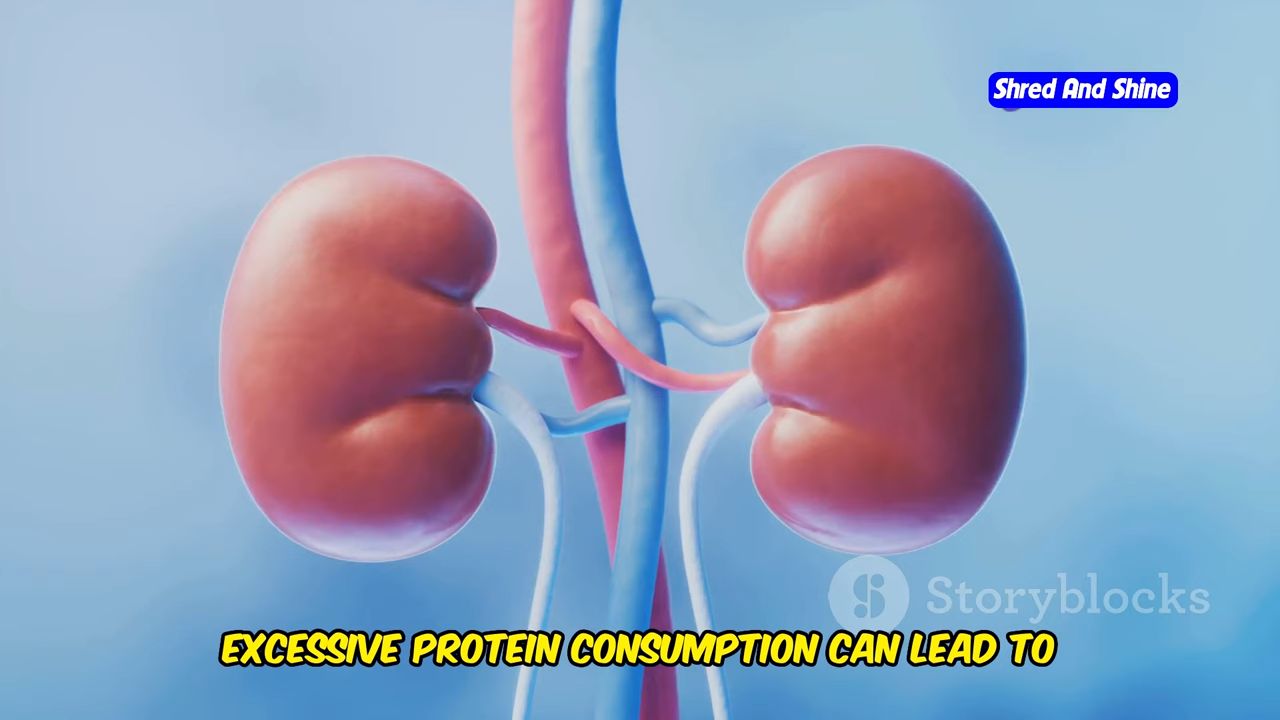 Shred And Shine
Storyblocks
EXCESSIVE PROTEIN CONSUMPTION CAN LEAD TO